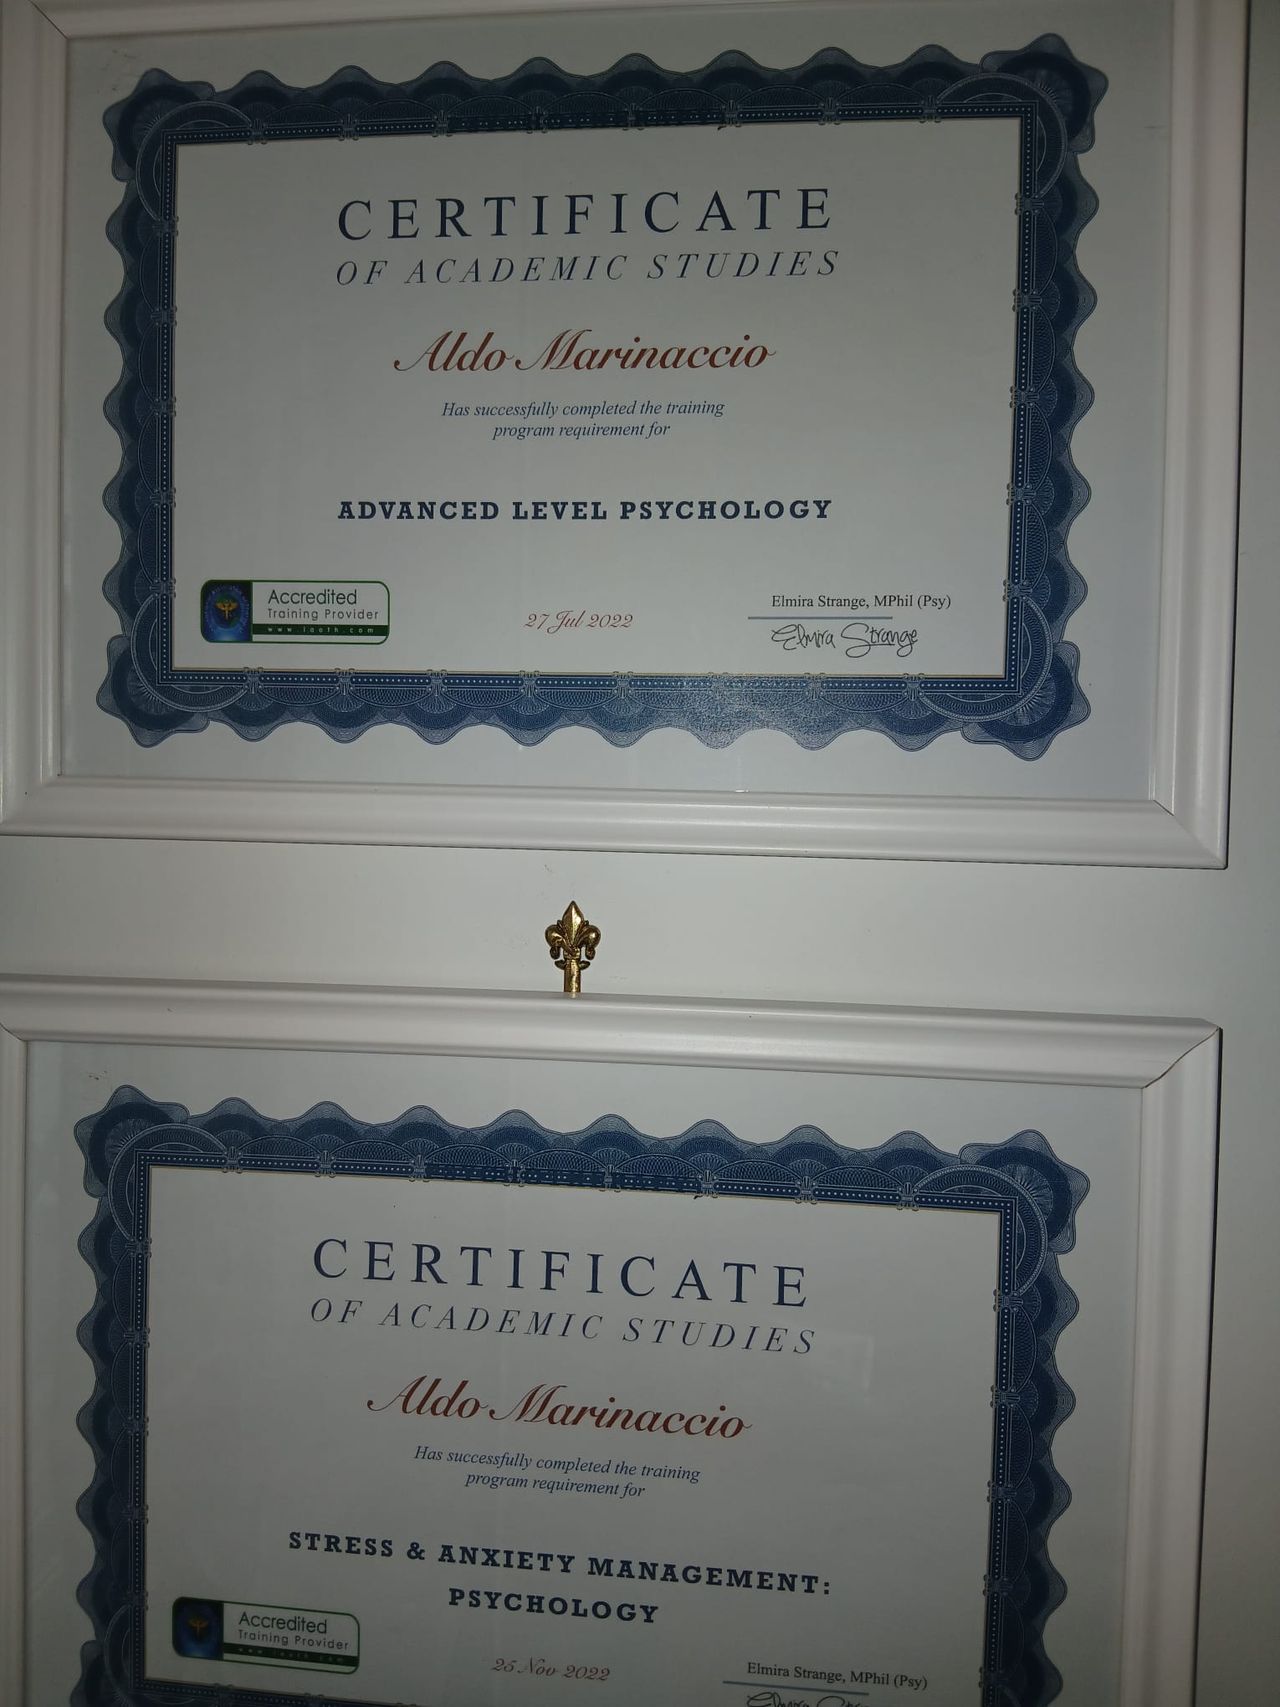 CERTIFICATE
OF ACADEMIC STUDIES
Aldo Marinaccio
Has successfully completed the training
program requirement for
ADVANCED LEVEL PSYCHOLOGY
Accredited
Training Provider
www.iaoth.com
27 Jul 2022
Elmira Strange, MPhil (Psy)
Elmira Strange
CERTIFICATE
OF ACADEMIC STUDIES
Aldo Marinaccio
Has successfully completed the training
program requirement for
STRESS & ANXIETY MANAGEMENT:
PSYCHOLOGY
Accredited
Training Provider
25 Nov 2022
Elmira Strange, MPhil (Psy)